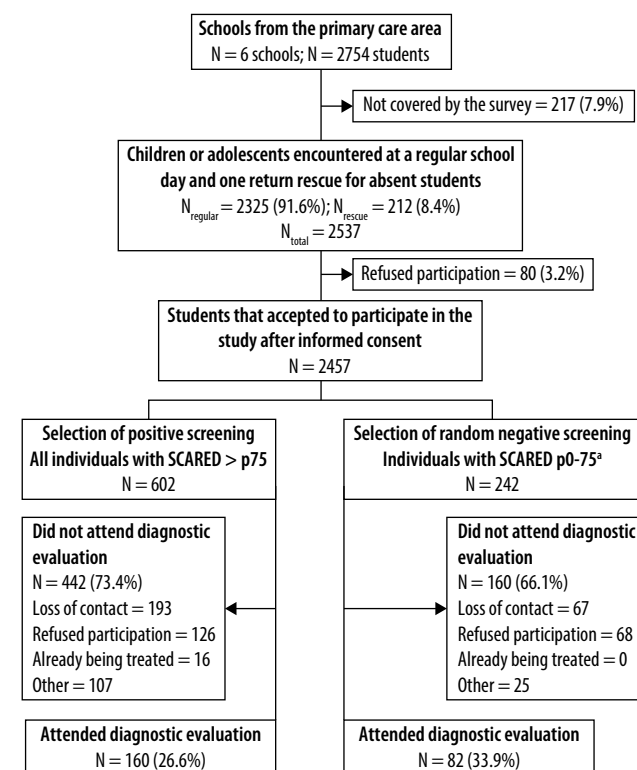 Schools from the primary care area
N = 6 schools; N = 2754 students
Not covered by the survey = 217 (7.9%)
Children or adolescents encountered at a regular school
day and one return rescue for absent students
N_regular = 2325 (91.6%); N_rescue = 212 (8.4%)
N_total = 2537
Refused participation = 80 (3.2%)
Students that accepted to participate in the
study after informed consent
N = 2457
Selection of positive screening
All individuals with SCARED > p75
N = 602
Selection of random negative screening
Individuals with SCARED p0-75ª
N = 242
Did not attend diagnostic
evaluation
N = 442 (73.4%)
Loss of contact = 193
Refused participation = 126
Already being treated = 16
Other = 107
Did not attend diagnostic
evaluation
N = 160 (66.1%)
Loss of contact = 67
Refused participation = 68
Already being treated = 0
Other = 25
Attended diagnostic evaluation
N = 160 (26.6%)
Attended diagnostic evaluation
N = 82 (33.9%)